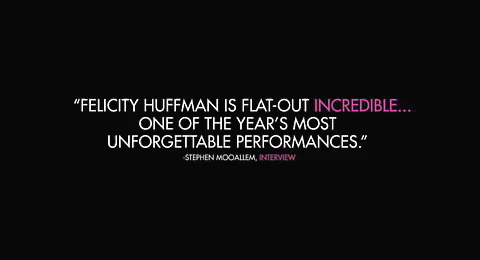 “FELICITY HUFFMAN IS FLAT-OUT INCREDIBLE...
ONE OF THE YEAR’S MOST
UNFORGETTABLE PERFORMANCES.”
-STEPHEN MOOALLEM, INTERVIEW